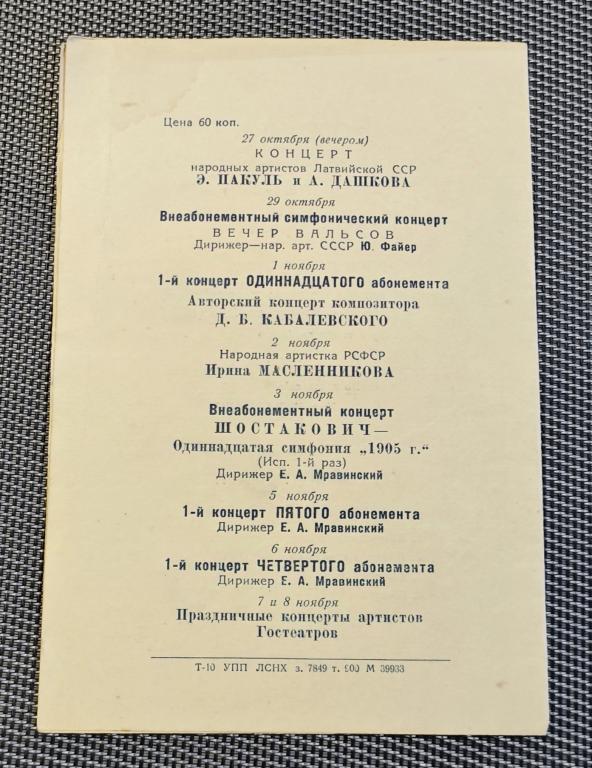 Цена 60 коп.
27 октября (вечером)
КОНЦЕРТ
народных артистов Латвийской ССР
Э. ПАКУЛЬ и А. ДАШКОВА
29 октября
Внеабонементный симфонический концерт
ВЕЧЕР ВАЛЬСОВ
Дирижер—нар. арт. СССР Ю. Файер
1 ноября
1-й концерт ОДИННАДЦАТОГО абонемента
Авторский концерт композитора
Д. Б. КАБАЛЕВСКОГО
2 ноября
Народная артистка РСФСР
Ирина МАСЛЕННИКОВА
3 ноября
Внеабонементный концерт
ШОСТАКОВИЧ—
Одиннадцатая симфония „1905 г.“
(Исп. 1-й раз)
Дирижер Е. А. Мравинский
5 ноября
1-й концерт ПЯТОГО абонемента
Дирижер Е. А. Мравинский
6 ноября
1-й концерт ЧЕТВЕРТОГО абонемента
Дирижер Е. А. Мравинский
7 и 8 ноября
Праздничные концерты артистов
Гостеатров
Т-10 УПП ЛСНХ з. 7849 т. 900 М 39933